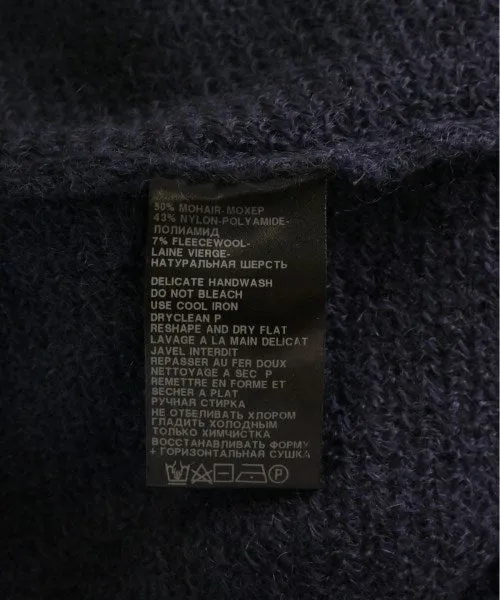 50% MOHAIR-МОХЕР
43% NYLON-POLYAMIDE-
ПОЛИАМИД
7% FLEECEWOOL-
LAINE VIERGE-
НАТУРАЛЬНАЯ ШЕРСТЬ
DELICATE HANDWASH
DO NOT BLEACH
USE COOL IRON
DRYCLEAN P
RESHAPE AND DRY FLAT
LAVAGE A LA MAIN DELICAT
JAVEL INTERDIT
REPASSER AU FER DOUX
NETTOYAGE A SEC P
REMETTRE EN FORME ET
SECHER A PLAT
РУЧНАЯ СТИРКА
НЕ ОТБЕЛИВАТЬ ХЛОРОМ
ГЛАДИТЬ ХОЛОДНЫМ
ТОЛЬКО ХИМЧИСТКА
ВОССТАНАВЛИВАТЬ ФОРМУ
+ ГОРИЗОНТАЛЬНАЯ СУШКА
P